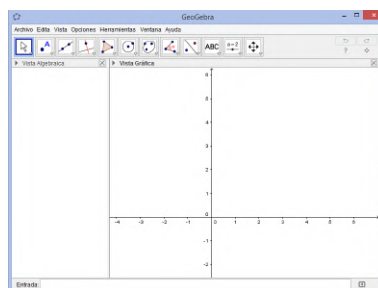 GeoGebra
Archivo Edita Vista Opciones Herramientas Ventana Ayuda
A
ABC
a=2
Vista Algebraica
Vista Gráfica
6
5
4
3
2
1
0
-4 -3 -2 -1 0 1 2 3 4 5 6
-1
-2
Entrada: